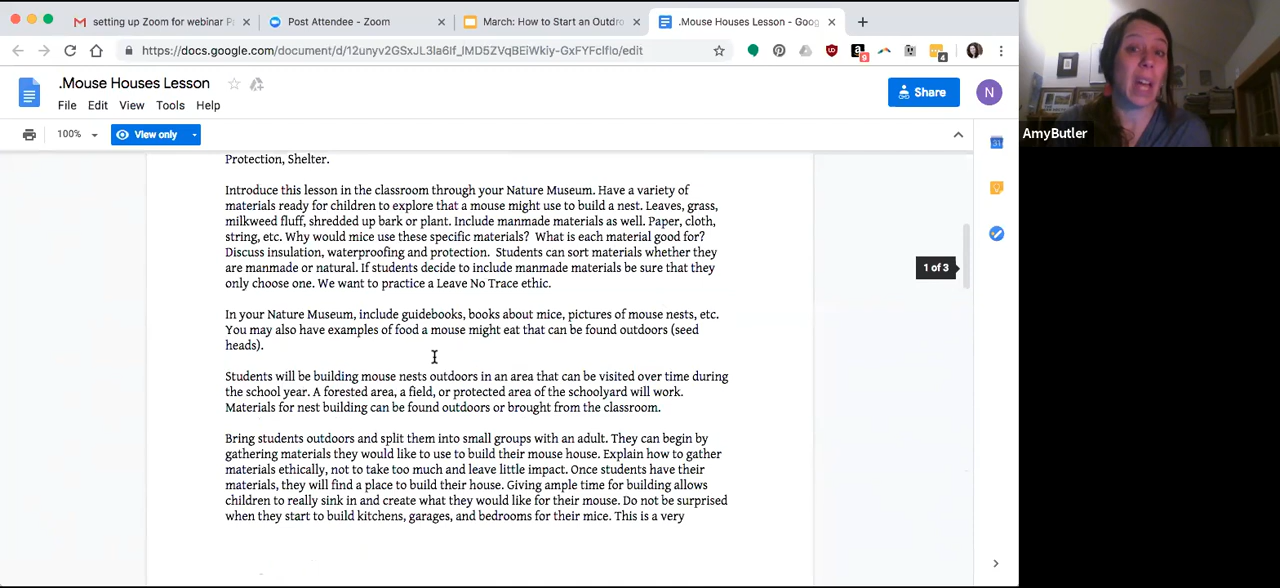 setting up Zoom for webinar P
Post Attendee - Zoom
March: How to Start an Outdro
.Mouse Houses Lesson - Goog
https://docs.google.com/document/d/12unyv2GSxJL3la6lf_lMD5ZVqBEiWkiy-GxFYFclfio/edit
9
4
.Mouse Houses Lesson
File Edit View Tools Help
Share
N
AmyButler
100%
View only
31
Protection, Shelter.
Introduce this lesson in the classroom through your Nature Museum. Have a variety of
materials ready for children to explore that a mouse might use to build a nest. Leaves, grass,
milkweed fluff, shredded up bark or plant. Include manmade materials as well. Paper, cloth,
string, etc. Why would mice use these specific materials?  What is each material good for?
Discuss insulation, waterproofing and protection.  Students can sort materials whether they
are manmade or natural. If students decide to include manmade materials be sure that they
only choose one. We want to practice a Leave No Trace ethic.
1 of 3
In your Nature Museum, include guidebooks, books about mice, pictures of mouse nests, etc.
You may also have examples of food a mouse might eat that can be found outdoors (seed
heads).
Students will be building mouse nests outdoors in an area that can be visited over time during
the school year. A forested area, a field, or protected area of the schoolyard will work.
Materials for nest building can be found outdoors or brought from the classroom.
Bring students outdoors and split them into small groups with an adult. They can begin by
gathering materials they would like to use to build their mouse house. Explain how to gather
materials ethically, not to take too much and leave little impact. Once students have their
materials, they will find a place to build their house. Giving ample time for building allows
children to really sink in and create what they would like for their mouse. Do not be surprised
when they start to build kitchens, garages, and bedrooms for their mice. This is a very